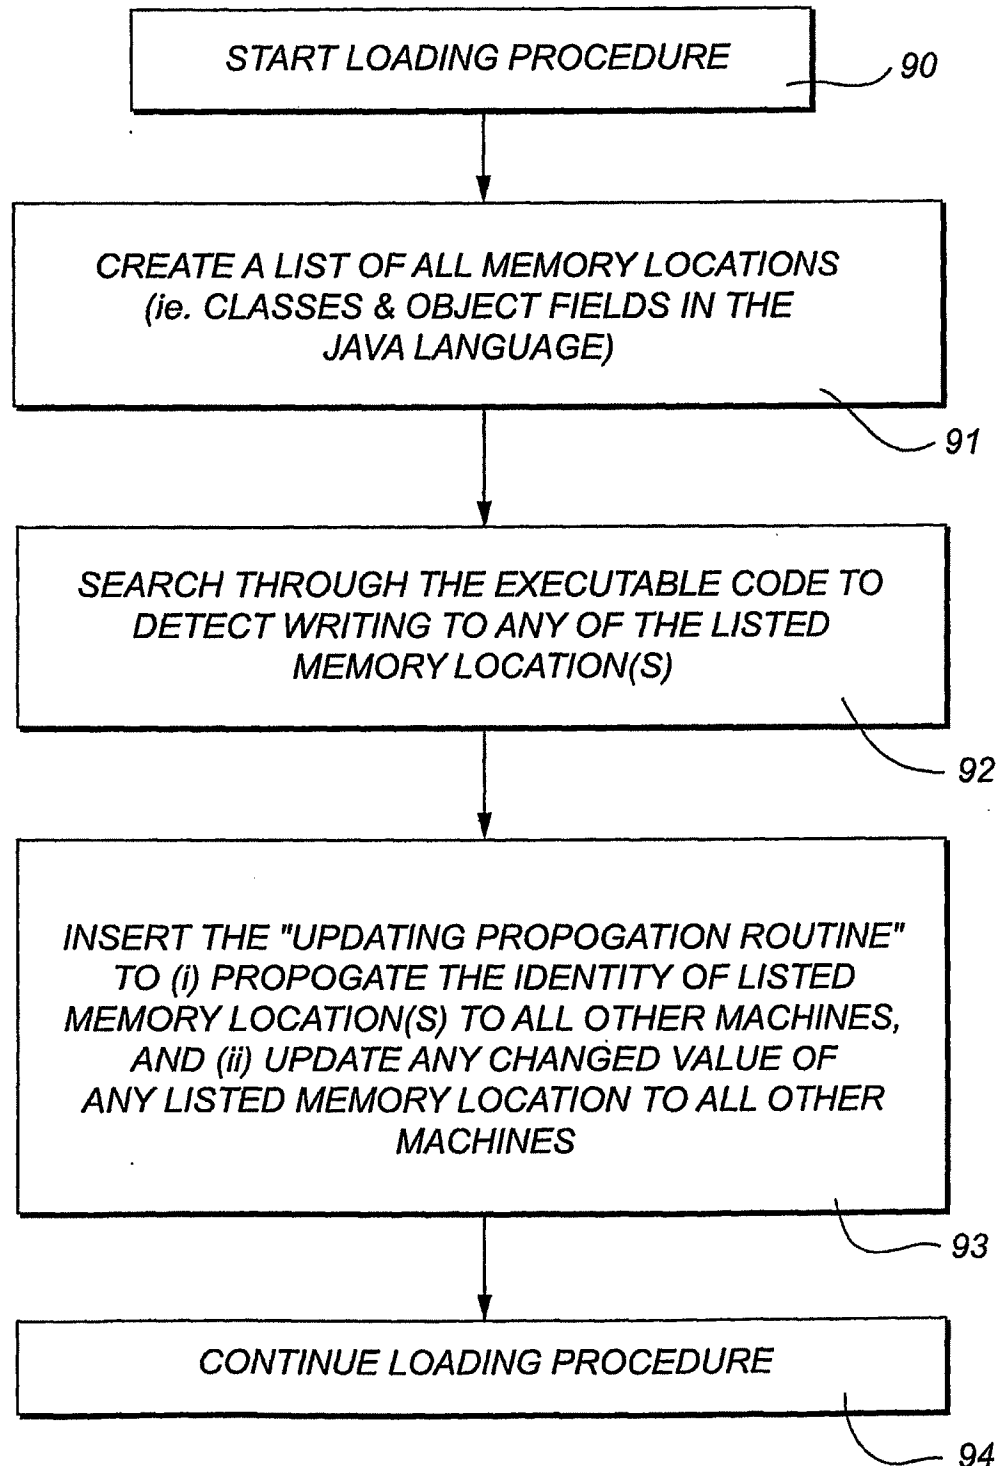 START LOADING PROCEDURE
90
CREATE A LIST OF ALL MEMORY LOCATIONS
(ie. CLASSES & OBJECT FIELDS IN THE
JAVA LANGUAGE)
91
SEARCH THROUGH THE EXECUTABLE CODE TO
DETECT WRITING TO ANY OF THE LISTED
MEMORY LOCATION(S)
92
INSERT THE "UPDATING PROPOGATION ROUTINE"
TO (i) PROPOGATE THE IDENTITY OF LISTED
MEMORY LOCATION(S) TO ALL OTHER MACHINES,
AND (ii) UPDATE ANY CHANGED VALUE OF
ANY LISTED MEMORY LOCATION TO ALL OTHER
MACHINES
93
CONTINUE LOADING PROCEDURE
94